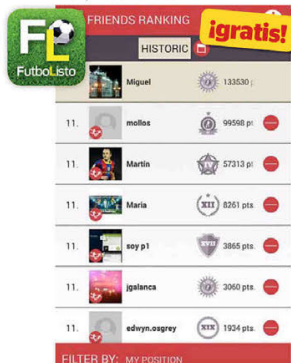 FRIENDS RANKING
¡gratis!
FL
FutboListo
HISTORIC
Miguel 133530
11. mollos 99598 pt
11. Martin IV 57313 pt
11. Maria XII 8261 pts.
11. soy p1 XVII 3865 pts.
11. jgalanca 3060 pts.
11. edwyn.osgrey XIX 1934 pts.
FILTER BY: MY POSITION